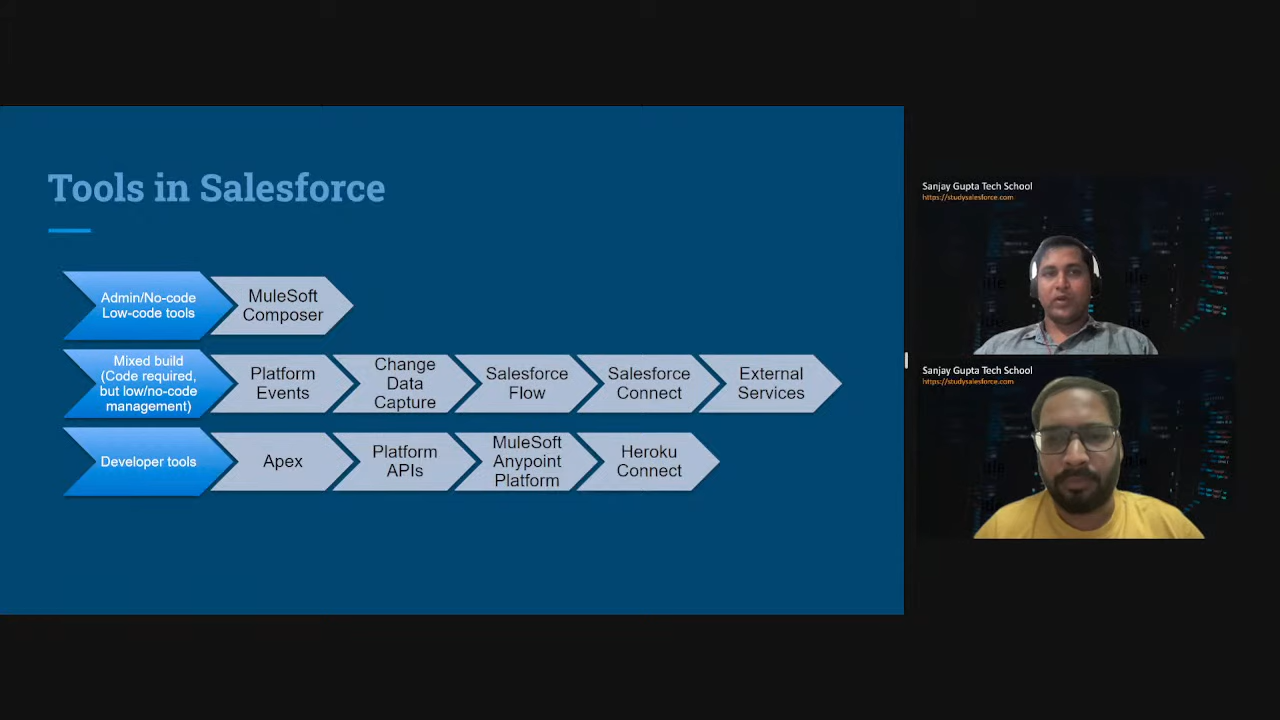 Tools in Salesforce
Admin/No-code
Low-code tools
MuleSoft
Composer
Mixed build
(Code required,
but low/no-code
management)
Platform
Events
Change
Data
Capture
Salesforce
Flow
Salesforce
Connect
External
Services
Developer tools
Apex
Platform
APIs
MuleSoft
Anypoint
Platform
Heroku
Connect
Sanjay Gupta Tech School
https://studysalesforce.com
Sanjay Gupta Tech School
https://studysalesforce.com